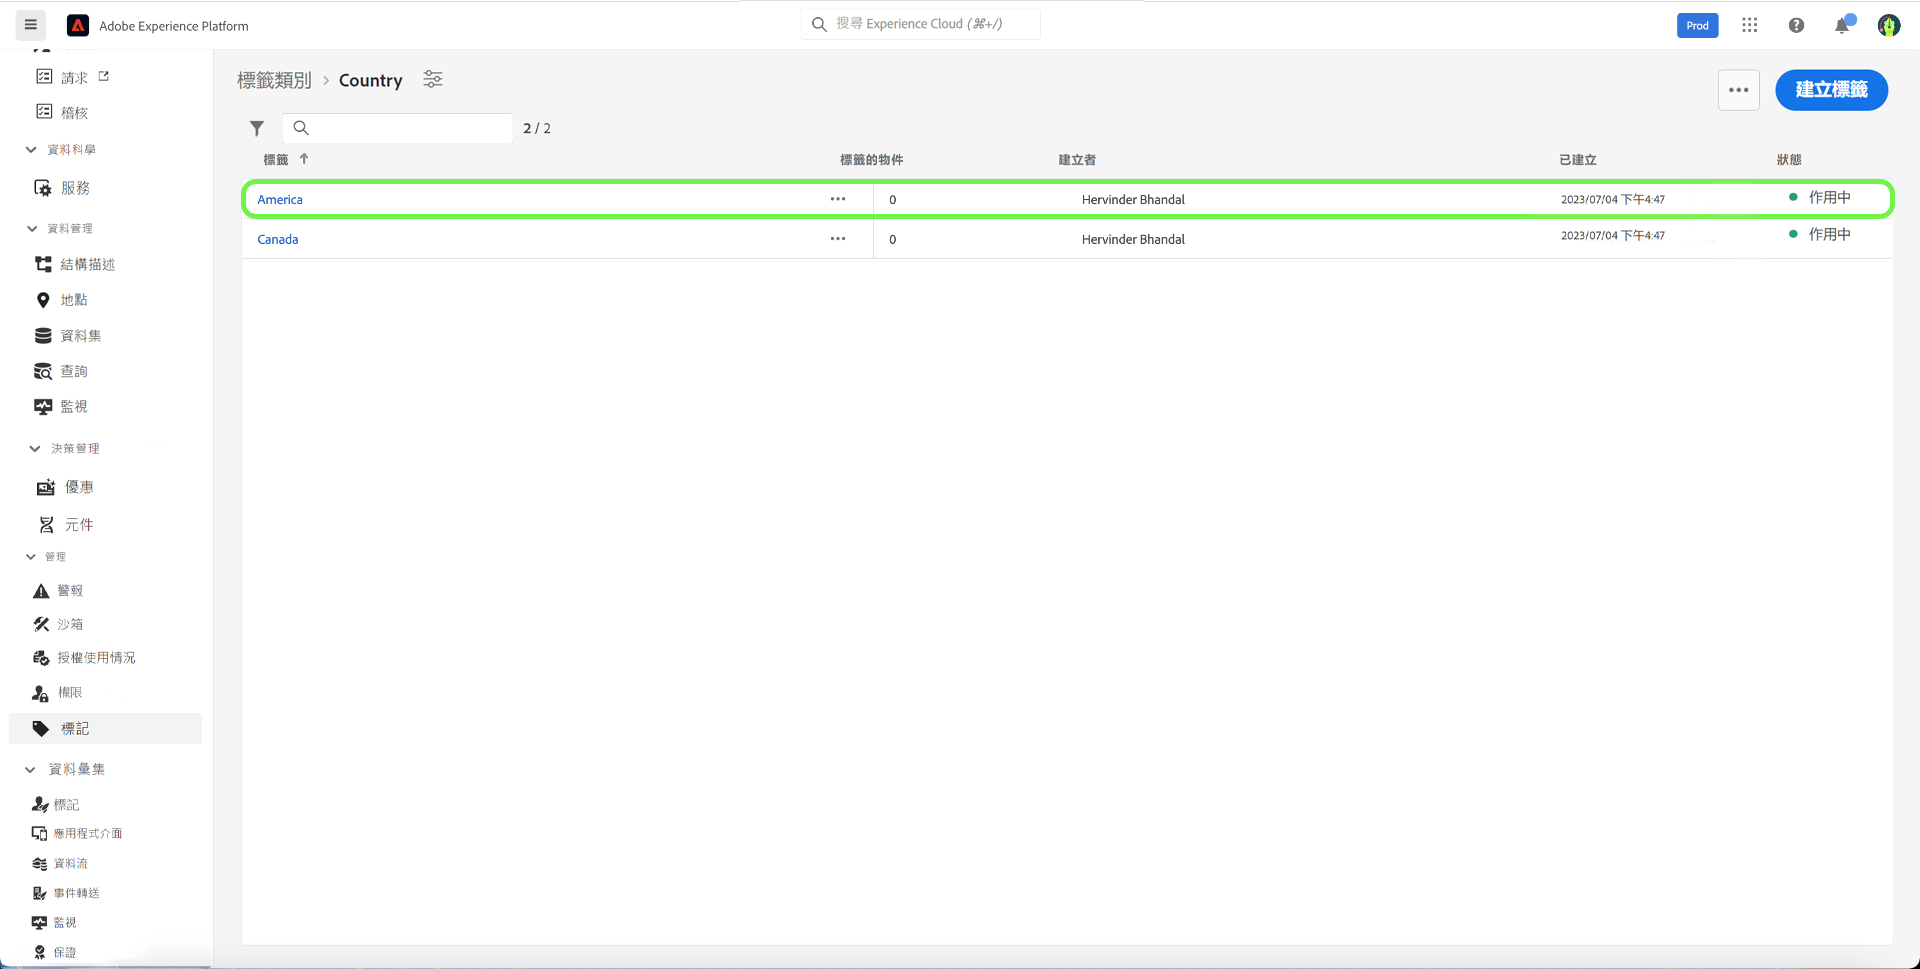 Adobe Experience Platform
搜尋 Experience Cloud (⌘+/)
Prod
請求
稽核
資料科學
服務
資料管理
結構描述
地點
資料集
查詢
監視
決策管理
優惠
元件
管理
警報
沙箱
授權使用情況
權限
標記
資料彙集
標記
應用程式介面
資料流
事件轉送
監視
保證
標籤類別 > Country
建立標籤
2 / 2
標籤 ↑ 標籤的物件 建立者 已建立 狀態
America ••• 0 Hervinder Bhandal 2023/07/04 下午4:47 作用中
Canada ••• 0 Hervinder Bhandal 2023/07/04 下午4:47 作用中